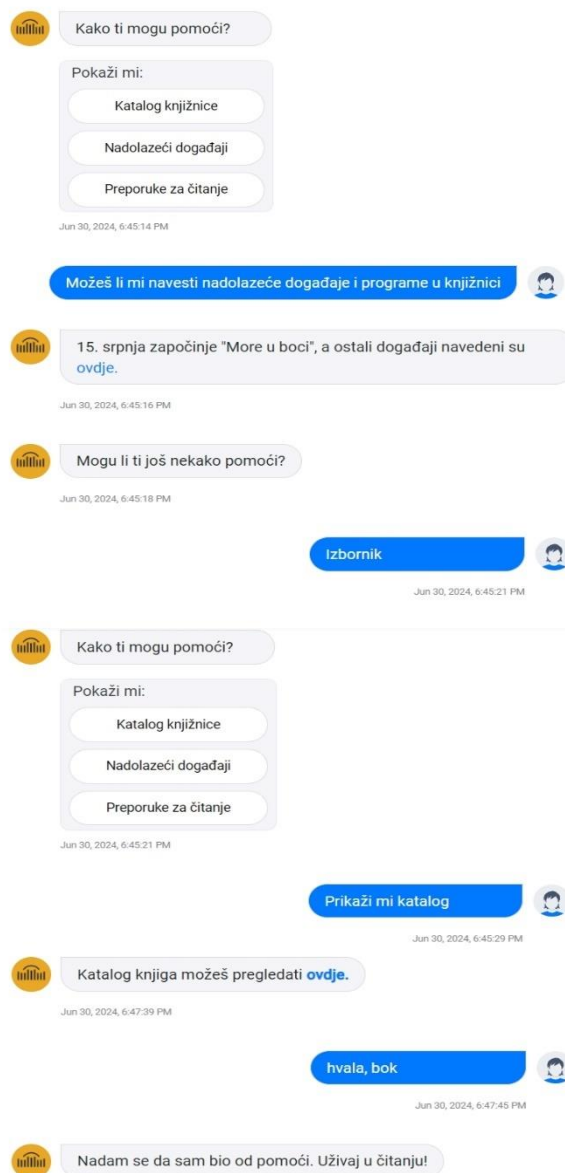 Kako ti mogu pomoći?
Pokaži mi:
Katalog knjižnice
Nadolazeći događaji
Preporuke za čitanje
Jun 30, 2024, 6:45:14 PM
Možeš li mi navesti nadolazeće događaje i programe u knjižnici
15. srpnja započinje "More u boci", a ostali događaji navedeni su
ovdje.
Jun 30, 2024, 6:45:16 PM
Mogu li ti još nekako pomoći?
Jun 30, 2024, 6:45:18 PM
Izbornik
Jun 30, 2024, 6:45:21 PM
Kako ti mogu pomoći?
Pokaži mi:
Katalog knjižnice
Nadolazeći događaji
Preporuke za čitanje
Jun 30, 2024, 6:45:21 PM
Prikaži mi katalog
Jun 30, 2024, 6:45:29 PM
Katalog knjiga možeš pregledati ovdje.
Jun 30, 2024, 6:47:39 PM
hvala, bok
Jun 30, 2024, 6:47:45 PM
Nadam se da sam bio od pomoći. Uživaj u čitanju!